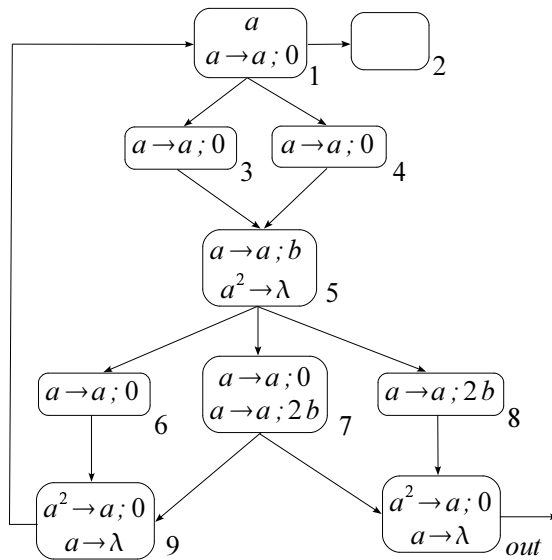 a
a→a;0
1
2
a→a;0
3
a→a;0
4
a→a;b
a²→λ
5
a→a;0
6
a→a;0
a→a;2b
7
a→a;2b
8
a²→a;0
a→λ
9
a²→a;0
a→λ
out